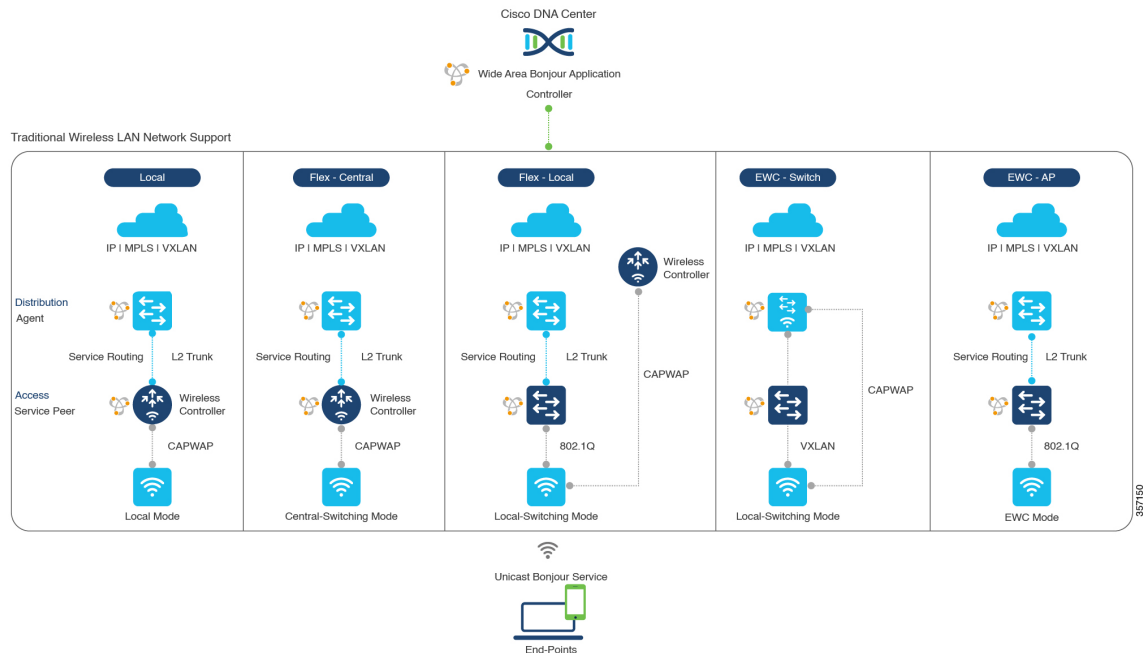 Cisco DNA Center
Wide Area Bonjour Application
Controller
Traditional Wireless LAN Network Support
Local
Flex - Central
Flex - Local
EWC - Switch
EWC - AP
IP | MPLS | VXLAN
IP | MPLS | VXLAN
IP | MPLS | VXLAN
IP | MPLS | VXLAN
IP | MPLS | VXLAN
Wireless
Controller
Distribution
Agent
Service Routing
L2 Trunk
Service Routing
L2 Trunk
Service Routing
L2 Trunk
Service Routing
L2 Trunk
CAPWAP
CAPWAP
Access
Service Peer
Wireless
Controller
Wireless
Controller
CAPWAP
CAPWAP
802.1Q
VXLAN
802.1Q
Local Mode
Central-Switching Mode
Local-Switching Mode
Local-Switching Mode
EWC Mode
357150
Unicast Bonjour Service
End-Points